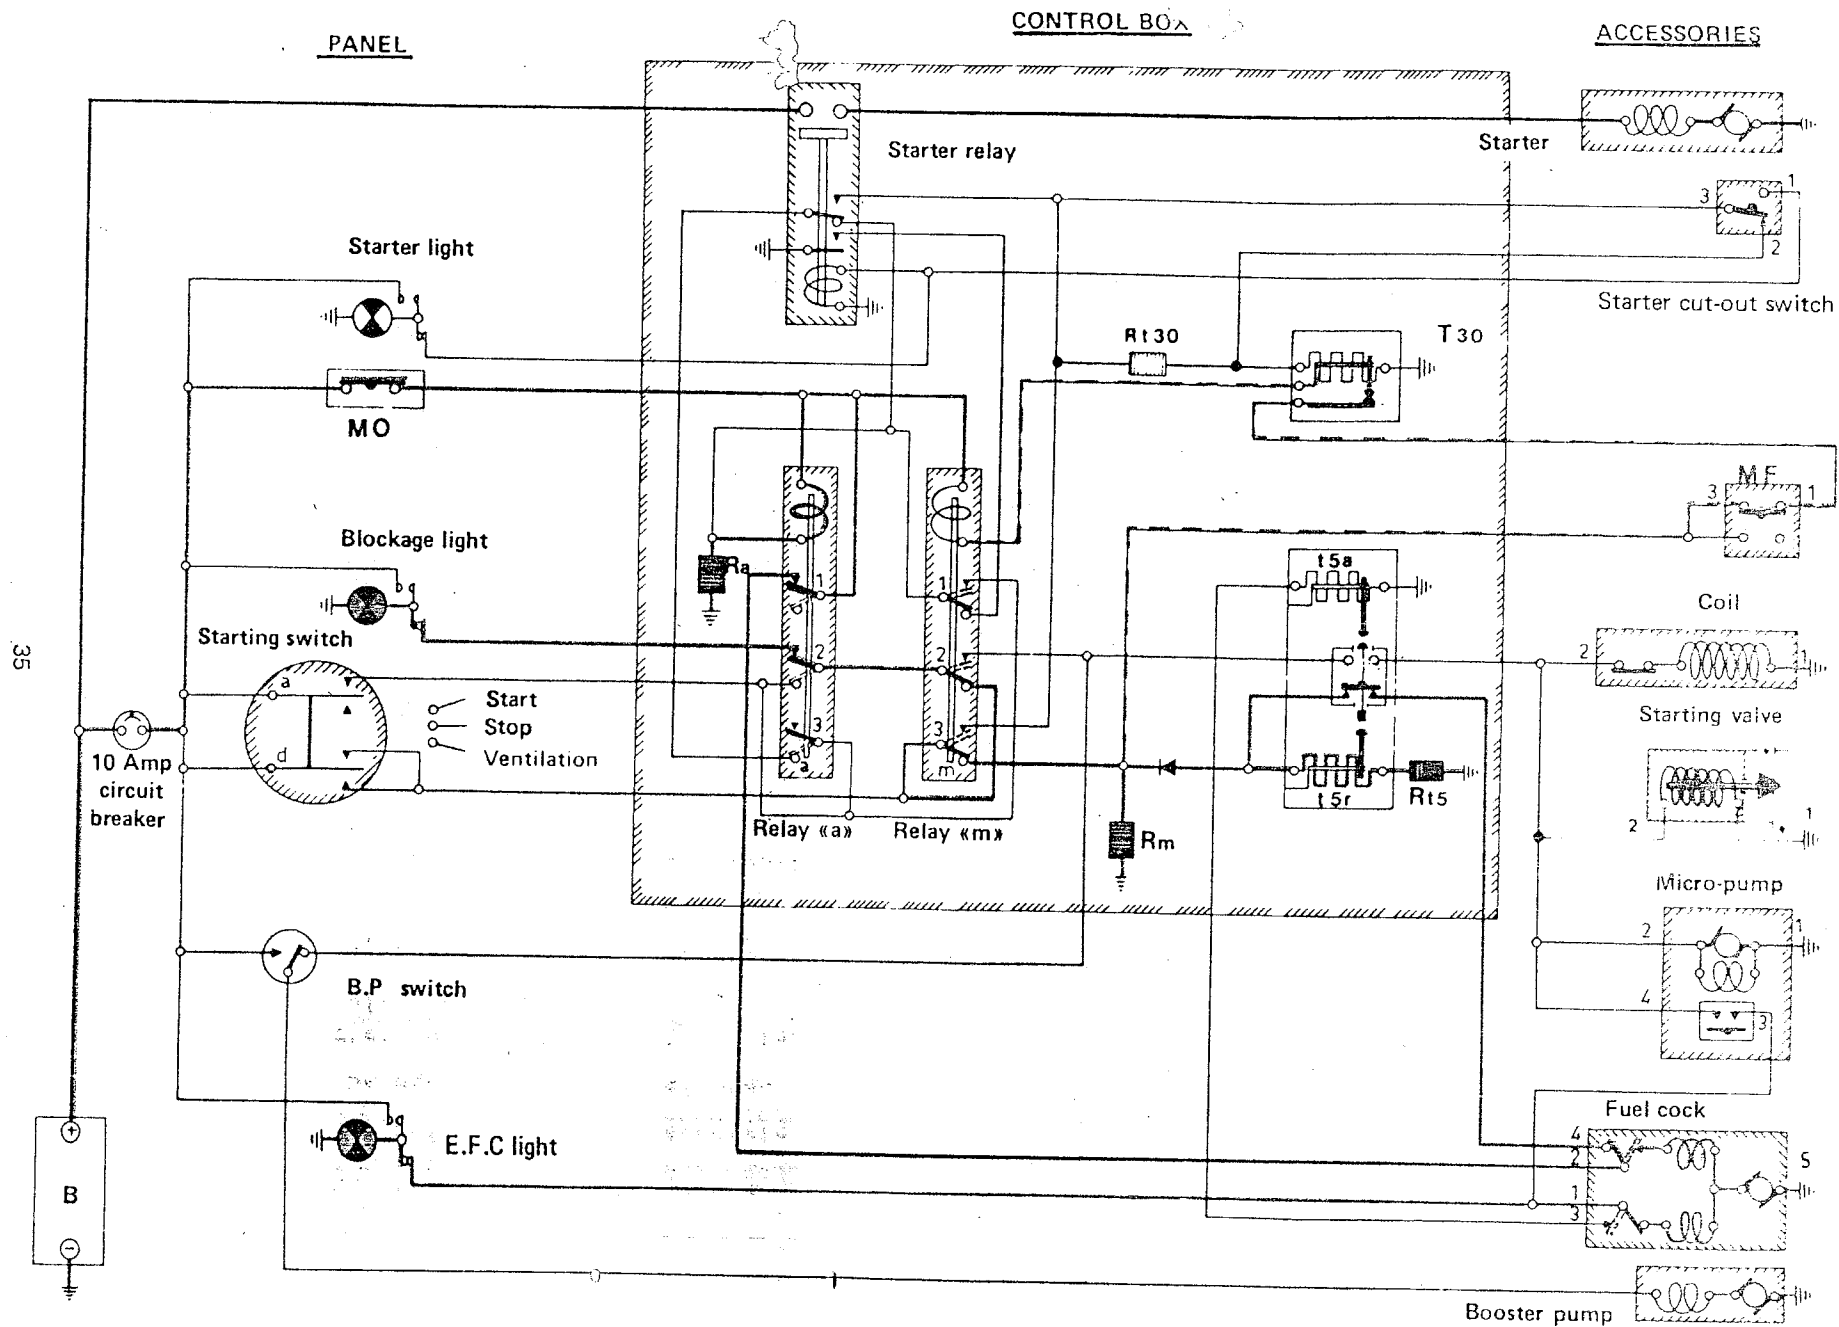 PANEL
CONTROL BOX
ACCESSORIES
Starter relay
Starter
3
1
2
Starter light
Starter cut-out switch
Rt30
T30
MO
MF
3
1
Blockage light
Ra
1
1
t5a
Coil
Starting switch
2
1
a
2
2
Start
Stop
Ventilation
Starting valve
d
3
3
a
m
10 Amp
circuit
breaker
t5r
Rt5
2
1
Relay «a»
Relay «m»
Rm
Micro-pump
2
1
B.P switch
4
3
Fuel cock
E.F.C light
4
2
S
1
3
B
Booster pump
35